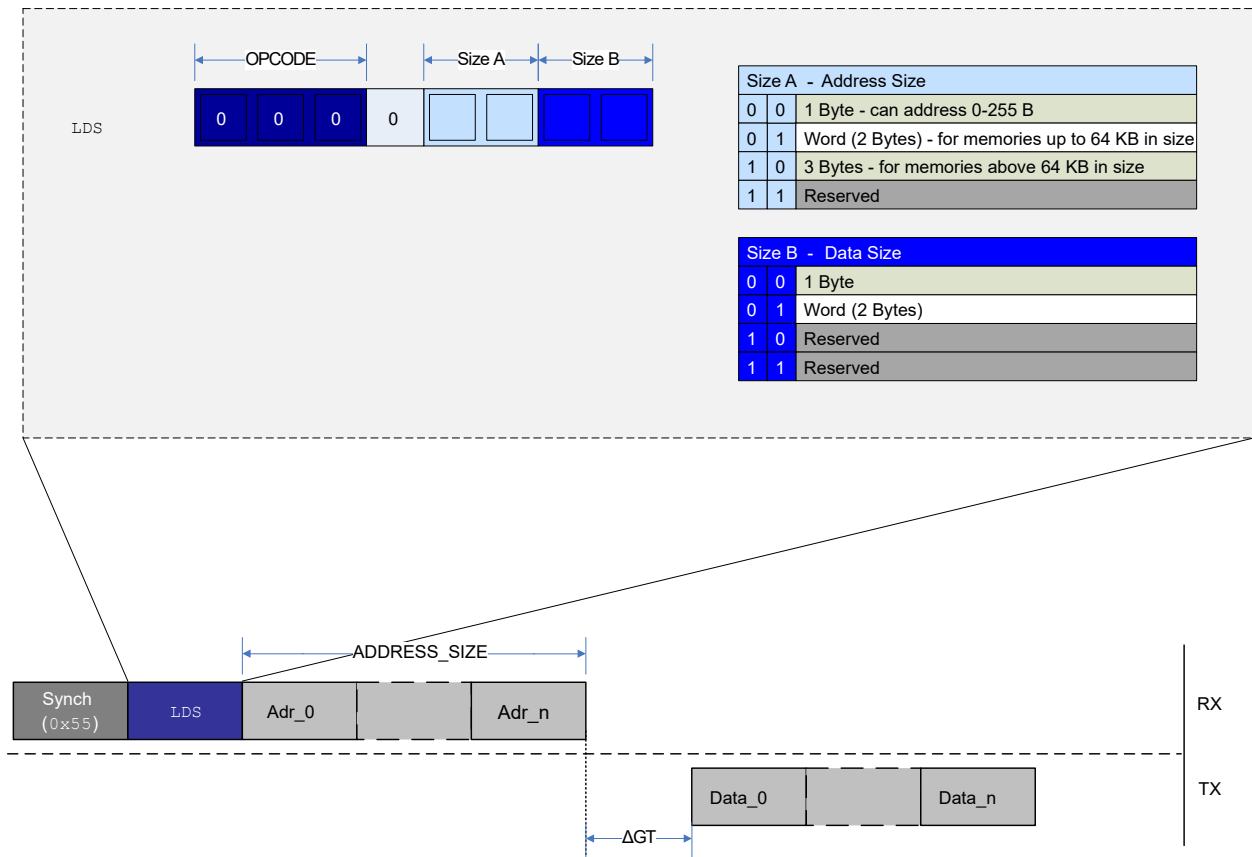 OPCODE Size A Size B
LDS
0 0 0 0
Size A - Address Size
0 0 1 Byte - can address 0-255 B
0 1 Word (2 Bytes) - for memories up to 64 KB in size
1 0 3 Bytes - for memories above 64 KB in size
1 1 Reserved
Size B - Data Size
0 0 1 Byte
0 1 Word (2 Bytes)
1 0 Reserved
1 1 Reserved
ADDRESS_SIZE
Synch
(0x55)
LDS
Adr_0
Adr_n
RX
Data_0
Data_n
TX
ΔGT